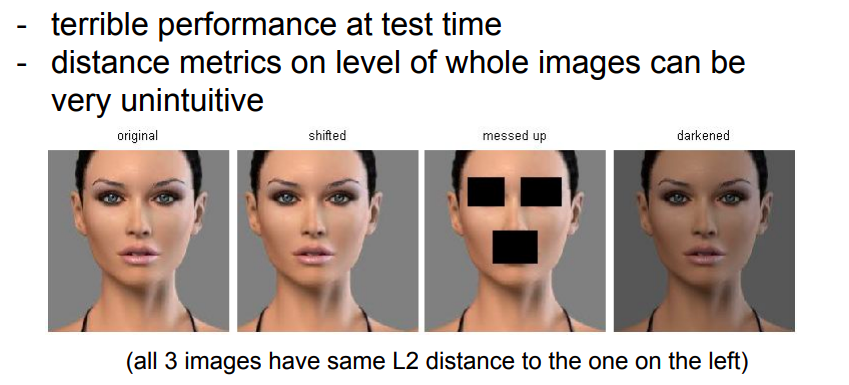 - terrible performance at test time
- distance metrics on level of whole images can be
very unintuitive
original shifted messed up darkened
(all 3 images have same L2 distance to the one on the left)